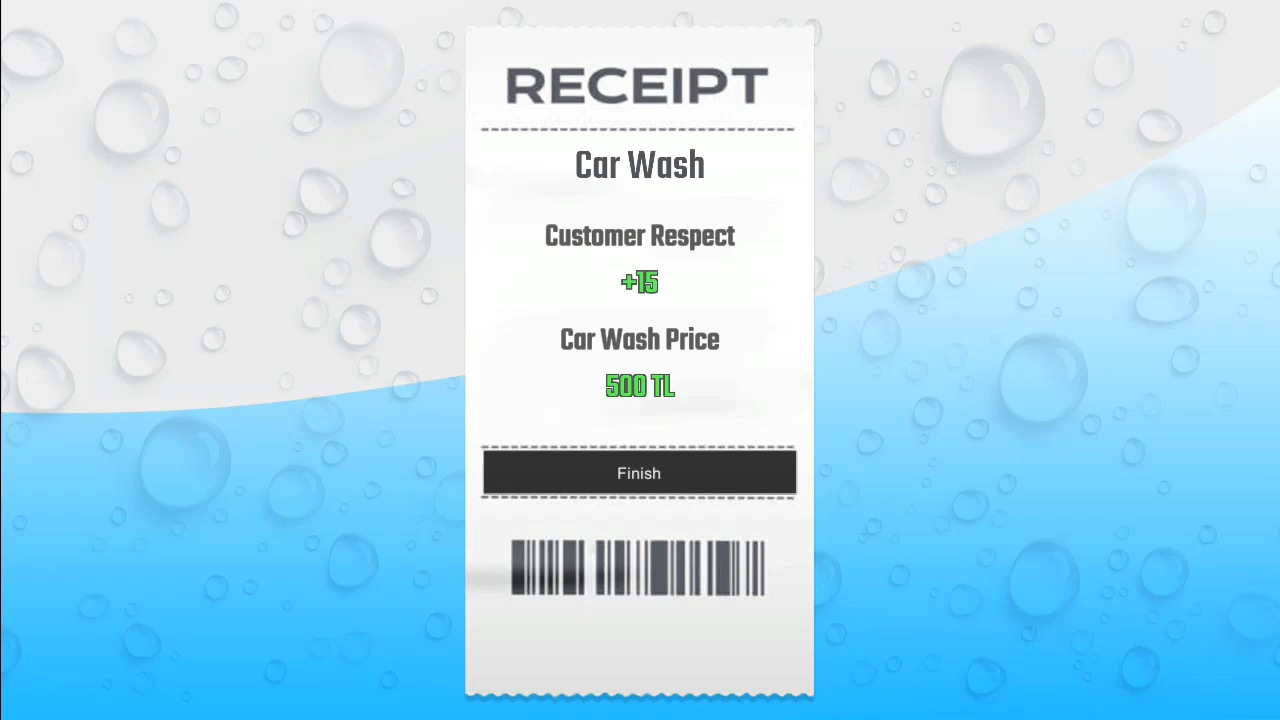 RECEIPT
Car Wash
Customer Respect
+15
Car Wash Price
500 TL
Finish